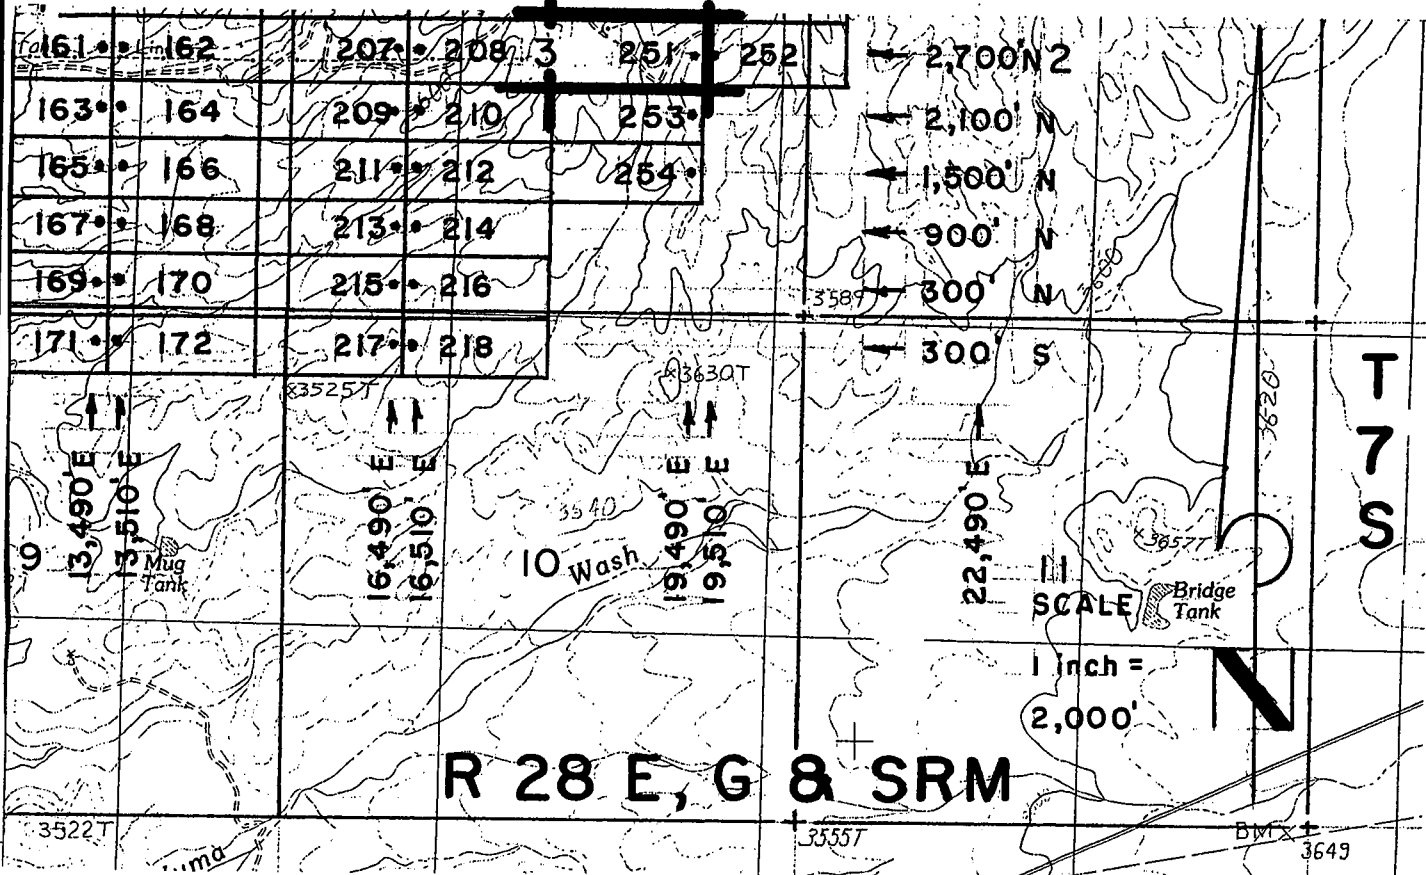 161 162 207 208 3 251 252 2,700' N 2
163 164 209 210 253 2,100' N
165 166 211 212 254 1,500' N
167 168 213 214 900' N
169 170 215 216 3589 300' N
171 172 217 218 300' S
3600
×3525T
×3630T
3620
T
7
S
13,490' E
13,510' E
16,490' E
16,510' E
19,490' E
19,510' E
22,490' E
3540
×3657T
9
Mug
Tank
10
Wash
11
SCALE
Bridge
Tank
1 inch =
2,000'
N
R 28 E, G & SRM
3522T
3555T
BM ×
3649